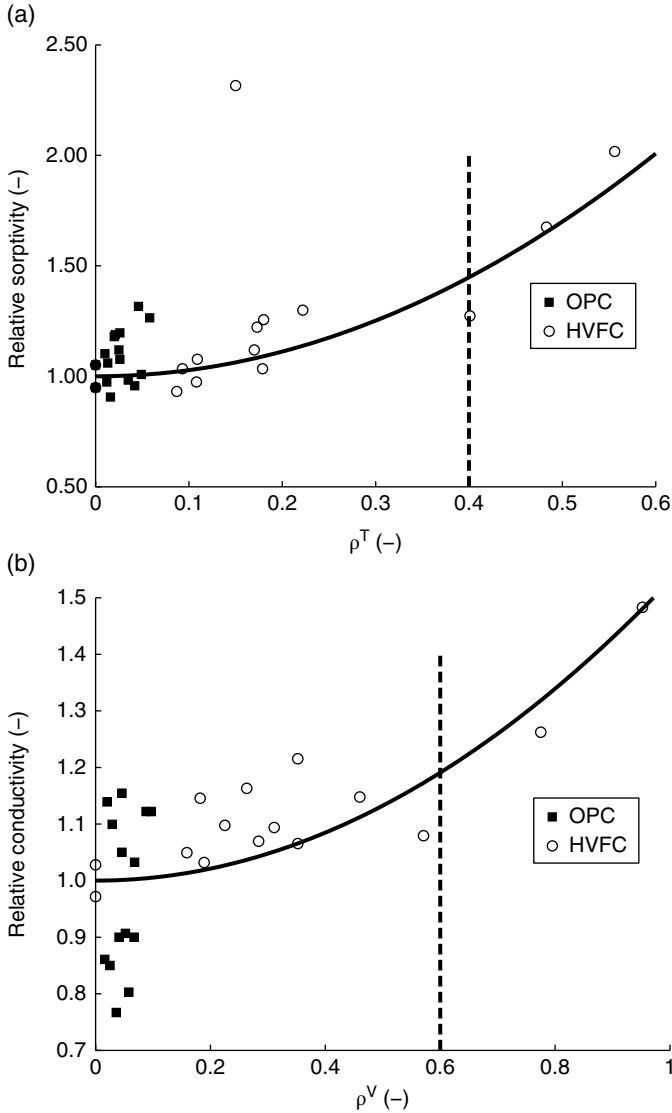 (a)
2.50
2.00
1.50
1.00
0.50
Relative sorptivity (–)
OPC
HVFC
0 0.1 0.2 0.3 0.4 0.5 0.6
ρT (–)
(b)
1.5
1.4
1.3
1.2
1.1
1.0
0.9
0.8
0.7
Relative conductivity (–)
OPC
HVFC
0 0.2 0.4 0.6 0.8 1
ρV (–)